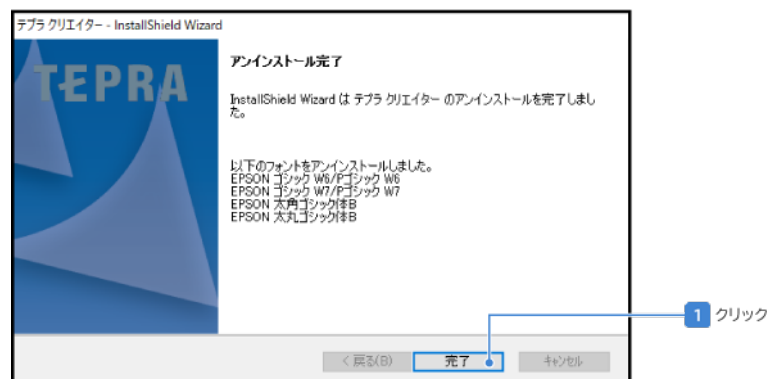 テプラ クリエイター - InstallShield Wizard
TEPRA
アンインストール完了
InstallShield Wizard は テプラ クリエイター のアンインストールを完了しまし
た。
以下のフォントをアンインストールしました。
EPSON ゴシック W6/Pゴシック W6
EPSON ゴシック W7/Pゴシック W7
EPSON 太角ゴシック体B
EPSON 太丸ゴシック体B
1 クリック
< 戻る(B) 完了 キャンセル